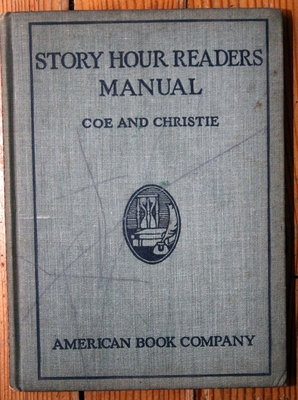 STORY HOUR READERS
MANUAL
COE AND CHRISTIE
AMERICAN BOOK COMPANY